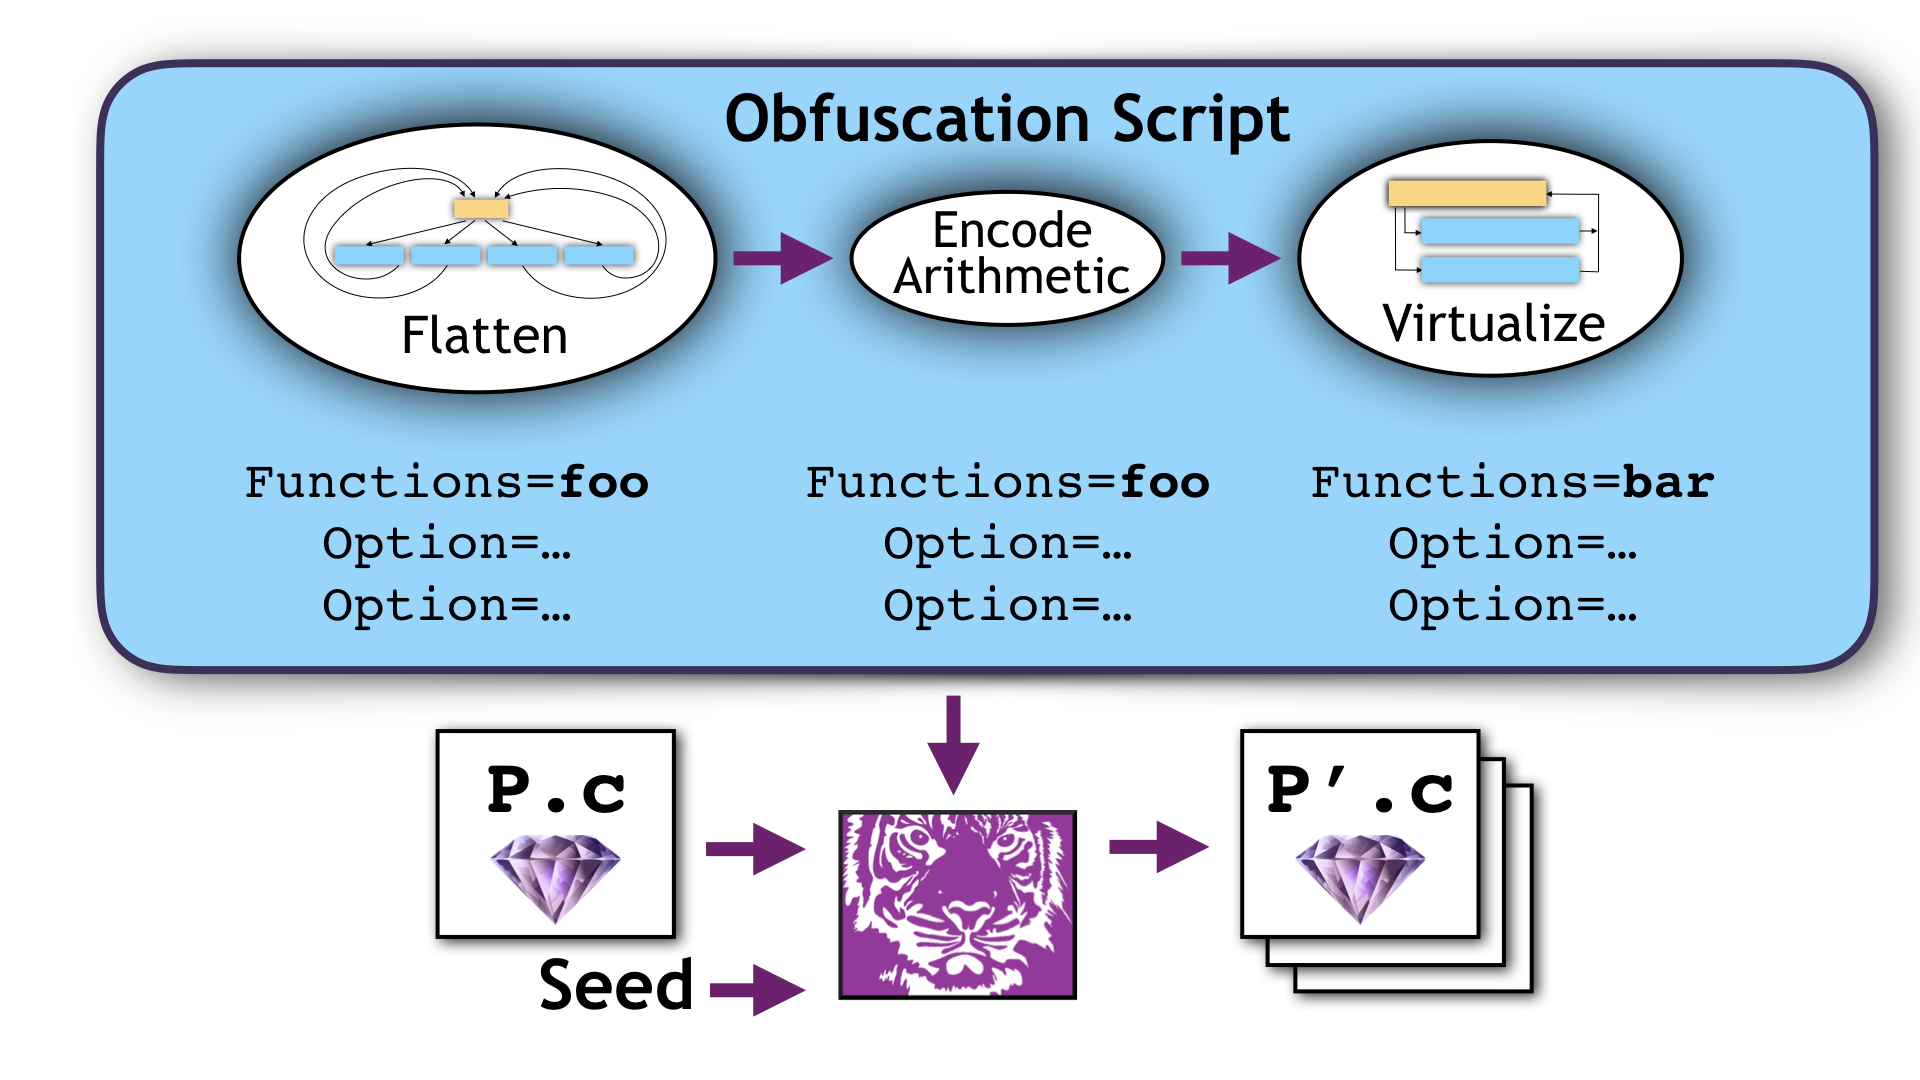 Obfuscation Script
Flatten
Encode
Arithmetic
Virtualize
Functions=foo
Option=…
Option=…
Functions=foo
Option=…
Option=…
Functions=bar
Option=…
Option=…
P.c
Seed
P′.c